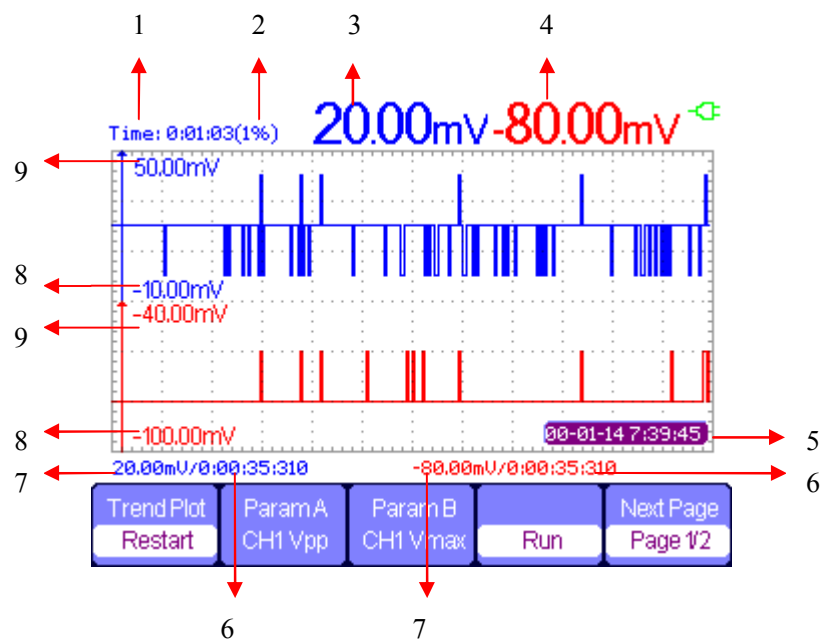 1 2 3 4
Time: 0:01:03(1%) 20.00mV -80.00mV
9 50.00mV
8 -10.00mV
-40.00mV
9
8 -100.00mV 00-01-14 7:39:45 5
7 20.00mV/0:00:35:310 -80.00mV/0:00:35:310 6
Trend Plot Param A Param B Next Page
Restart CH1 Vpp CH1 Vmax Run Page 1/2
6 7